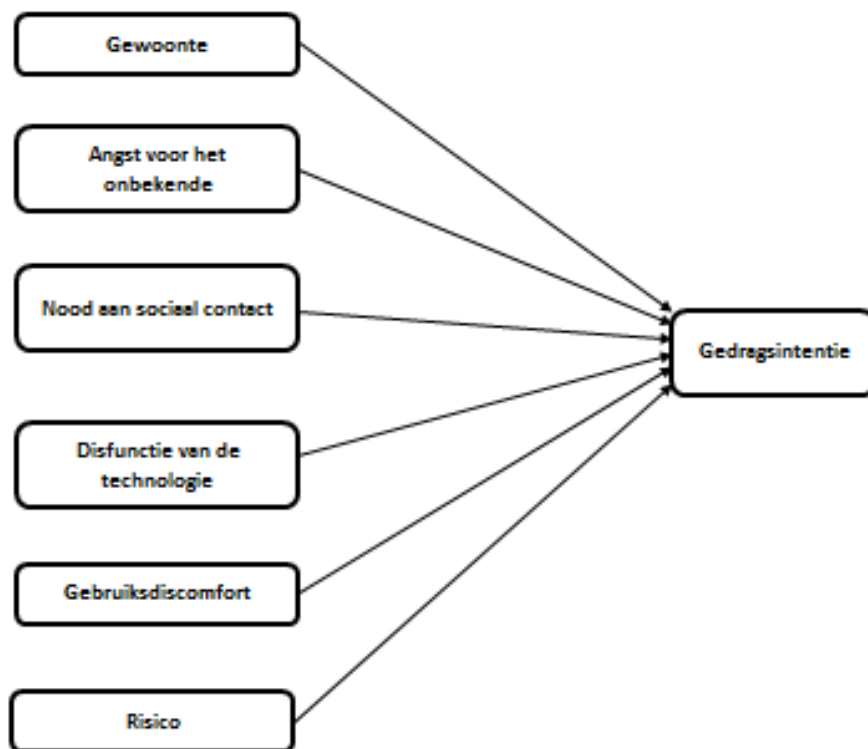 Gewoonte
Angst voor het
onbekende
Nood aan sociaal contact
Gedragsintentie
Disfunctie van de
technologie
Gebruiksdiscomfort
Risico